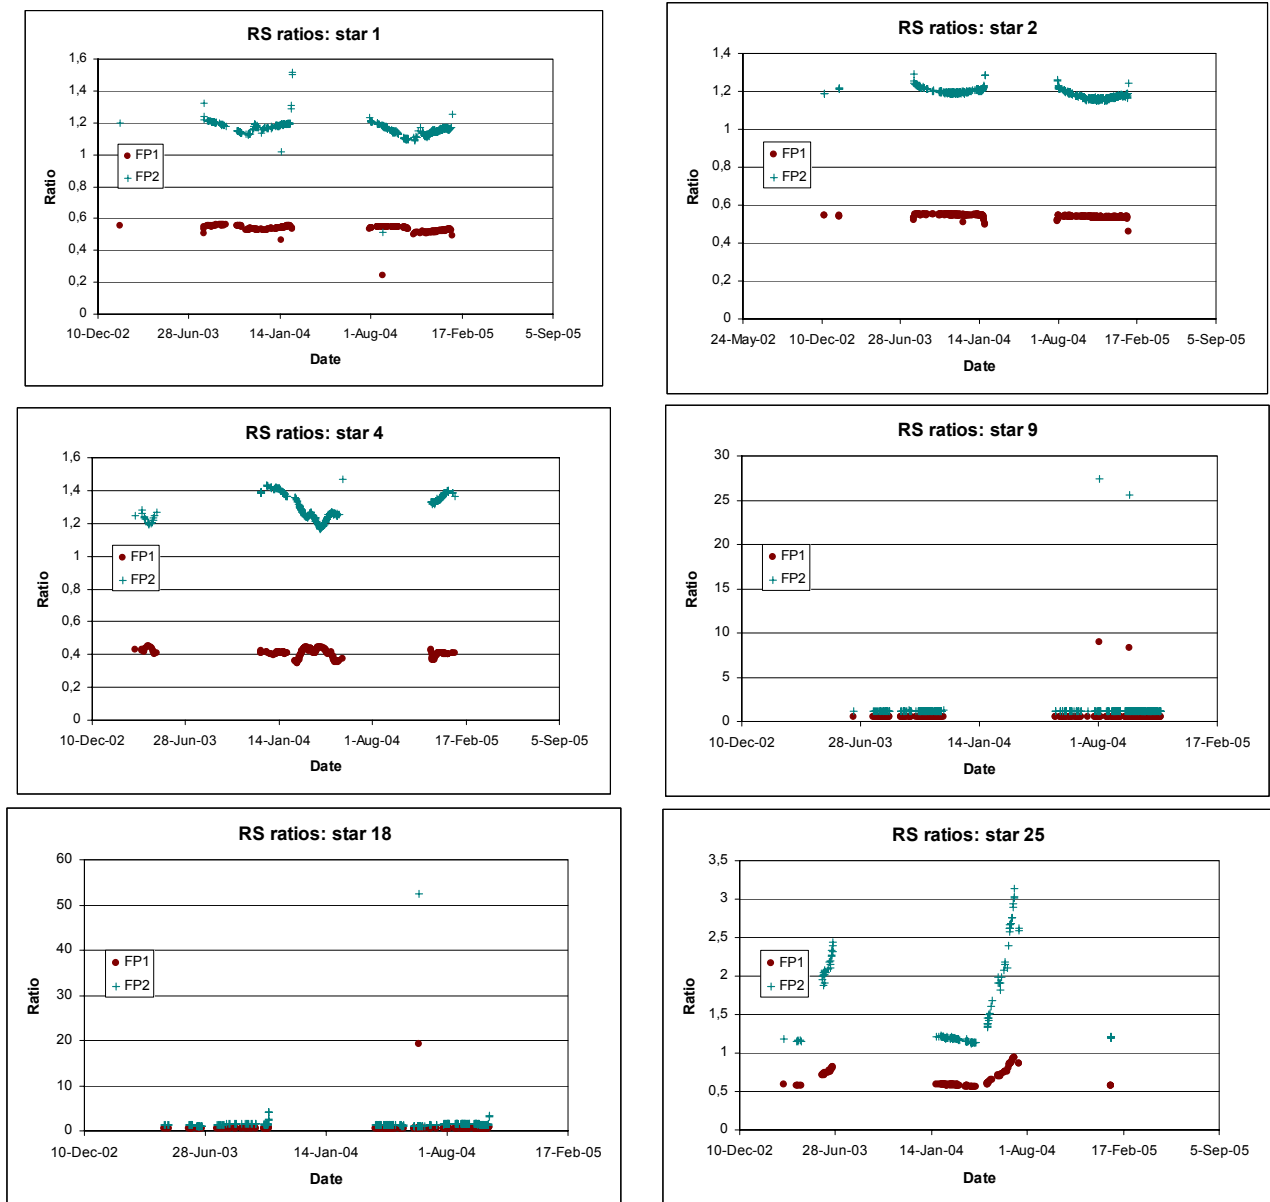 RS ratios: star 1
1,6
1,4
1,2
1
0,8
0,6
0,4
0,2
0
Ratio
FP1
FP2
10-Dec-02 28-Jun-03 14-Jan-04 1-Aug-04 17-Feb-05 5-Sep-05
Date
RS ratios: star 2
1,4
1,2
1
0,8
0,6
0,4
0,2
0
Ratio
FP1
FP2
24-May-02 10-Dec-02 28-Jun-03 14-Jan-04 1-Aug-04 17-Feb-05 5-Sep-05
Date
RS ratios: star 4
1,6
1,4
1,2
1
0,8
0,6
0,4
0,2
0
Ratio
FP1
FP2
10-Dec-02 28-Jun-03 14-Jan-04 1-Aug-04 17-Feb-05 5-Sep-05
Date
RS ratios: star 9
30
25
20
15
10
5
0
Ratio
FP1
FP2
10-Dec-02 28-Jun-03 14-Jan-04 1-Aug-04 17-Feb-05
Date
RS ratios: star 18
60
50
40
30
20
10
0
Ratio
FP1
FP2
10-Dec-02 28-Jun-03 14-Jan-04 1-Aug-04 17-Feb-05
Date
RS ratios: star 25
3,5
3
2,5
2
1,5
1
0,5
0
Ratio
FP1
FP2
10-Dec-02 28-Jun-03 14-Jan-04 1-Aug-04 17-Feb-05 5-Sep-05
Date